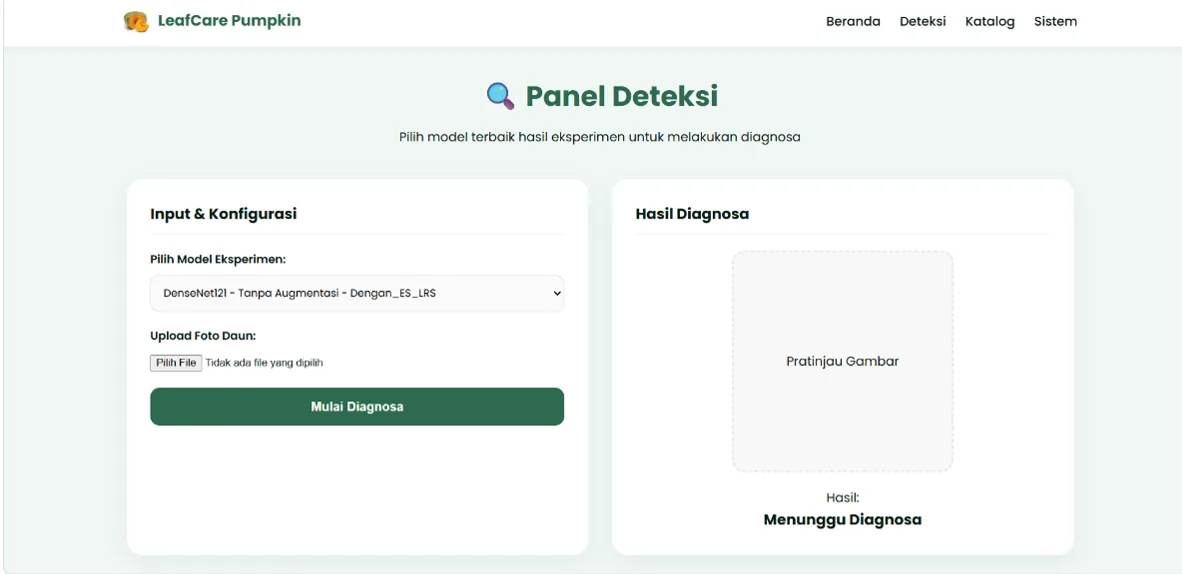 LeafCare Pumpkin
Beranda Deteksi Katalog Sistem
Panel Deteksi
Pilih model terbaik hasil eksperimen untuk melakukan diagnosa
Input & Konfigurasi
Pilih Model Eksperimen:
DenseNet121 - Tanpa Augmentasi - Dengan_ES_LRS
Upload Foto Daun:
Pilih File Tidak ada file yang dipilih
Mulai Diagnosa
Hasil Diagnosa
Pratinjau Gambar
Hasil:
Menunggu Diagnosa